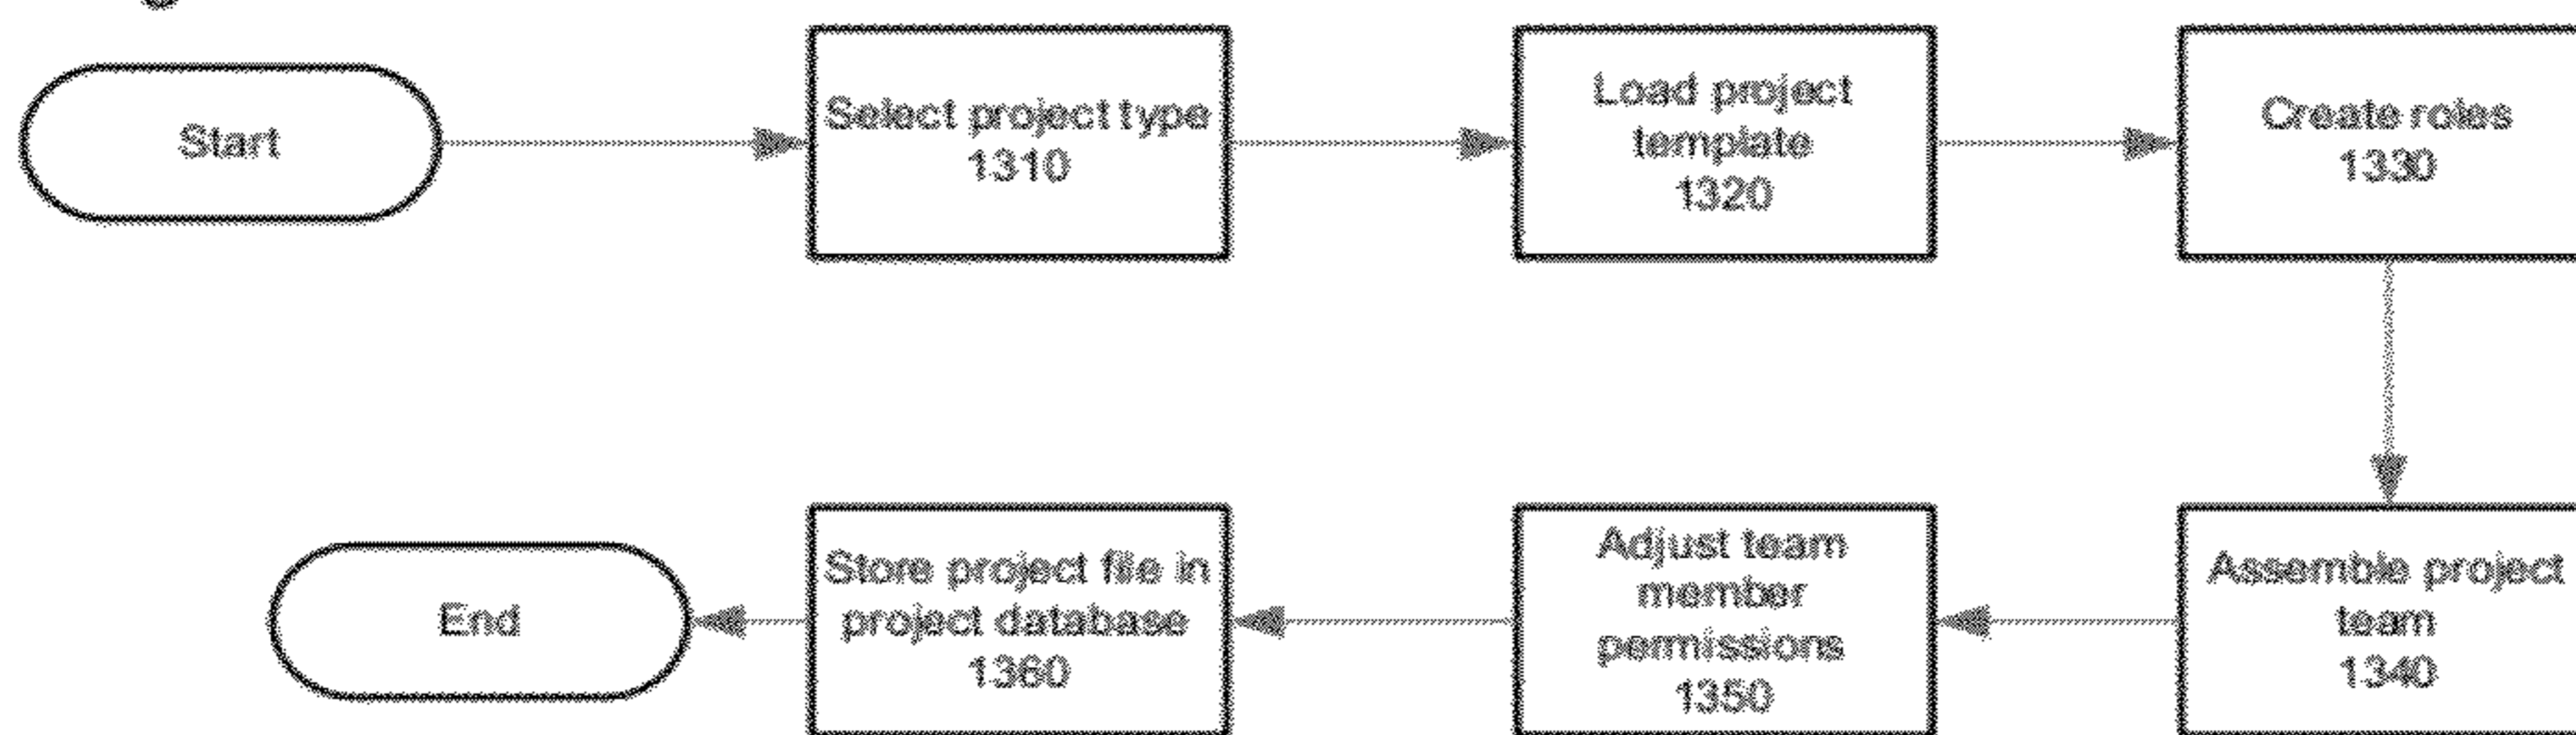 Start
Select project type
1310
Load project
template
1320
Create roles
1330
Assemble project
team
1340
Adjust team
member
permissions
1350
Store project file in
project database
1360
End